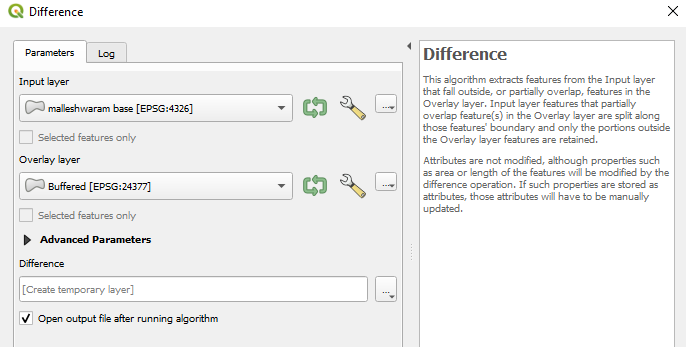 Difference
Parameters
Log
Input layer
malleshwaram base [EPSG:4326]
...
Selected features only
Overlay layer
Buffered [EPSG:24377]
...
Selected features only
Advanced Parameters
Difference
[Create temporary layer]
...
Open output file after running algorithm
Difference
This algorithm extracts features from the Input layer
that fall outside, or partially overlap, features in the
Overlay layer. Input layer features that partially
overlap feature(s) in the Overlay layer are split along
those features' boundary and only the portions outside
the Overlay layer features are retained.
Attributes are not modified, although properties such
as area or length of the features will be modified by the
difference operation. If such properties are stored as
attributes, those attributes will have to be manually
updated.